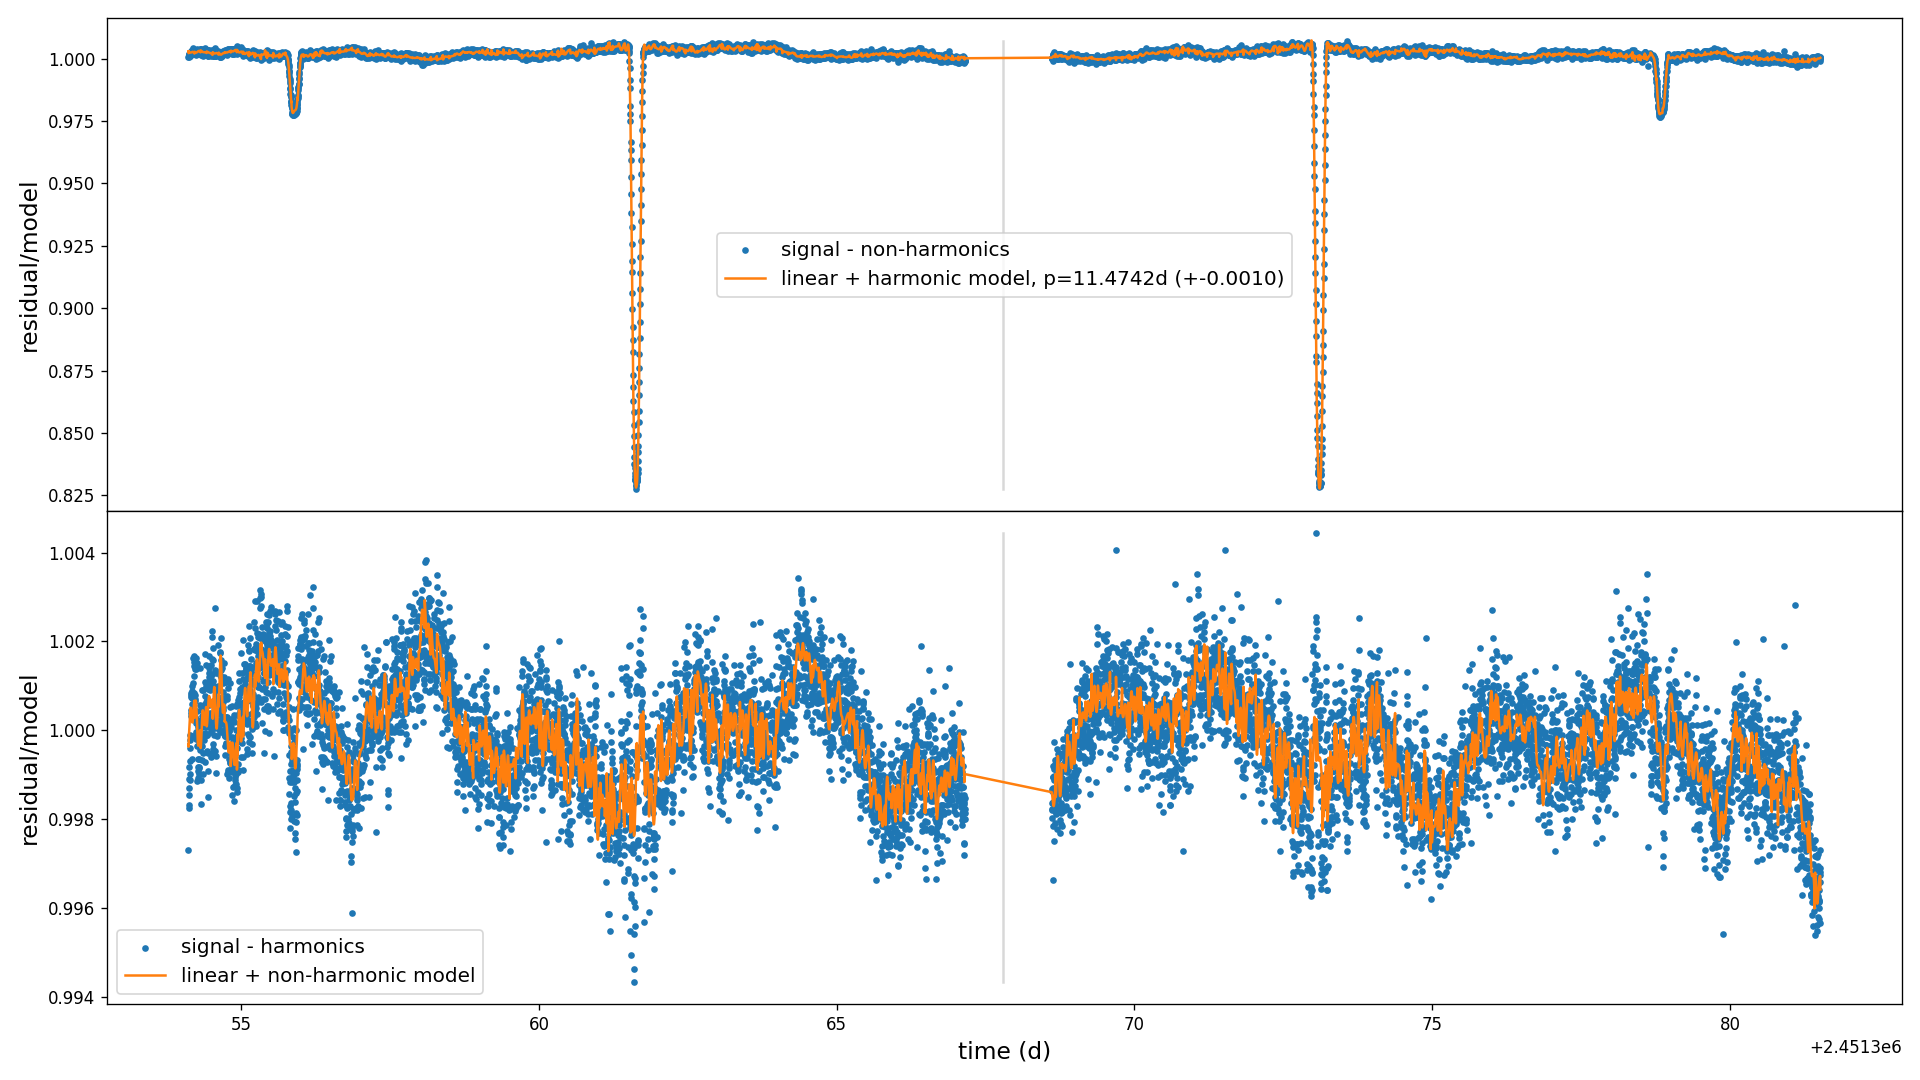 residual/model
1.000
0.975
0.950
0.925
0.900
0.875
0.850
0.825
signal - non-harmonics
linear + harmonic model, p=11.4742d (+-0.0010)
residual/model
1.004
1.002
1.000
0.998
0.996
0.994
signal - harmonics
linear + non-harmonic model
55
60
65
70
75
80
time (d)
+2.4513e6